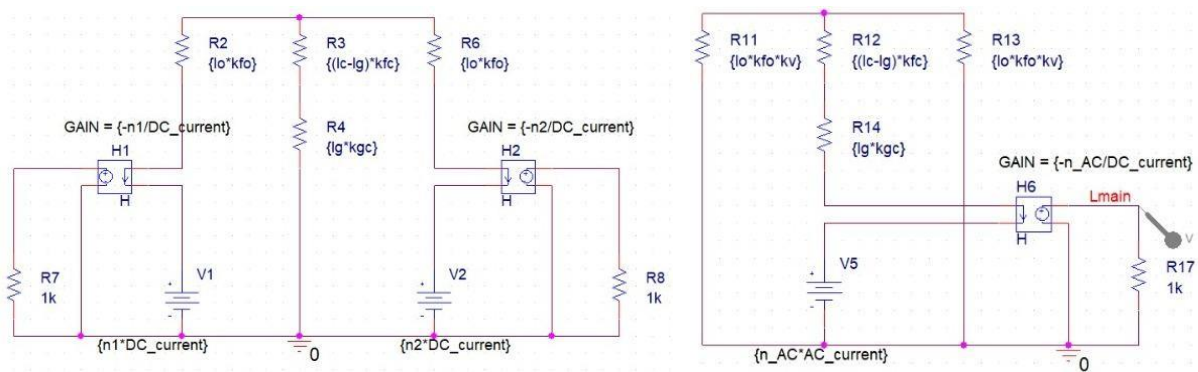 R2
{lo*kfo}
R3
{(lc-lg)*kfc}
R6
{lo*kfo}
GAIN = {-n1/DC_current}
H1
H
R4
{lg*kgc}
GAIN = {-n2/DC_current}
H2
H
R7
1k
V1
+
-
V2
+
-
R8
1k
{n1*DC_current}
0
{n2*DC_current}
R11
{lo*kfo*kv}
R12
{(lc-lg)*kfc}
R13
{lo*kfo*kv}
R14
{lg*kgc}
GAIN = {-n_AC/DC_current}
H6
H
Lmain
V
V5
+
-
R17
1k
{n_AC*AC_current}
0